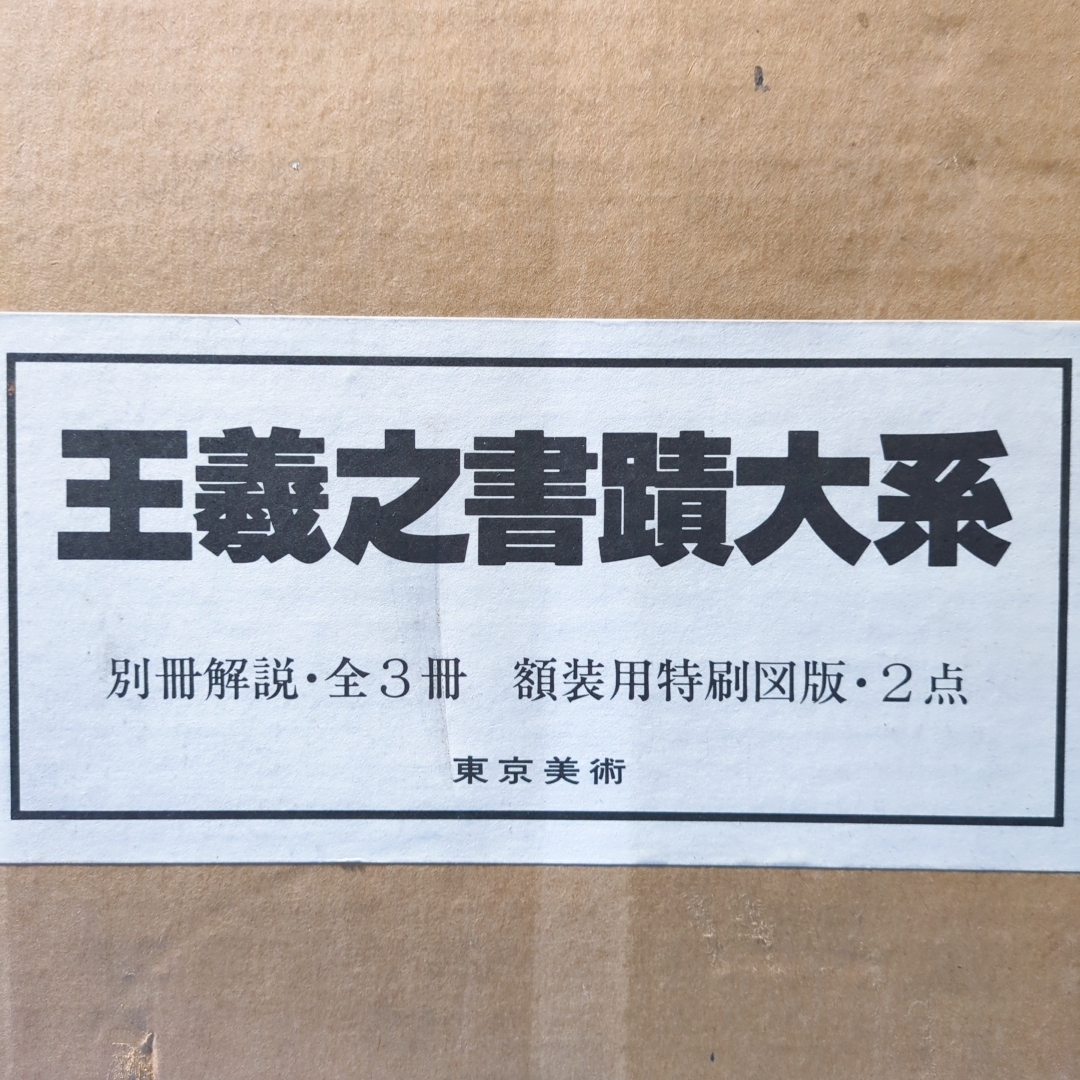 王羲之書蹟大系
別冊解説・全3冊　額装用特刷図版・2点
東京美術